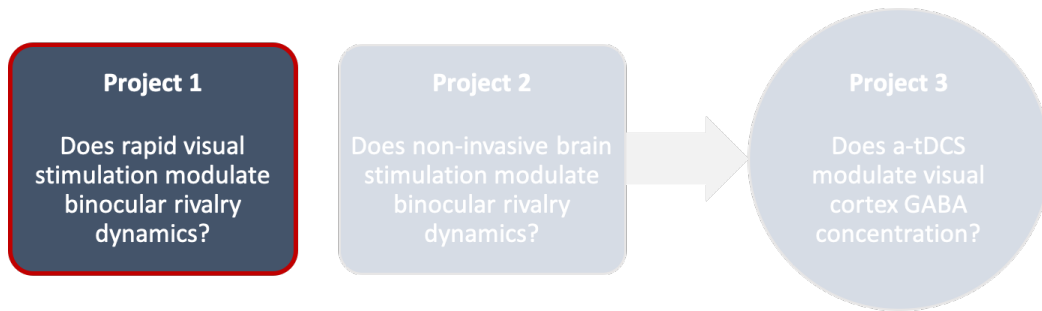 Project 1
Does rapid visual
stimulation modulate
binocular rivalry
dynamics?
Project 2
Does non-invasive brain
stimulation modulate
binocular rivalry
dynamics?
Project 3
Does a-tDCS
modulate visual
cortex GABA
concentration?